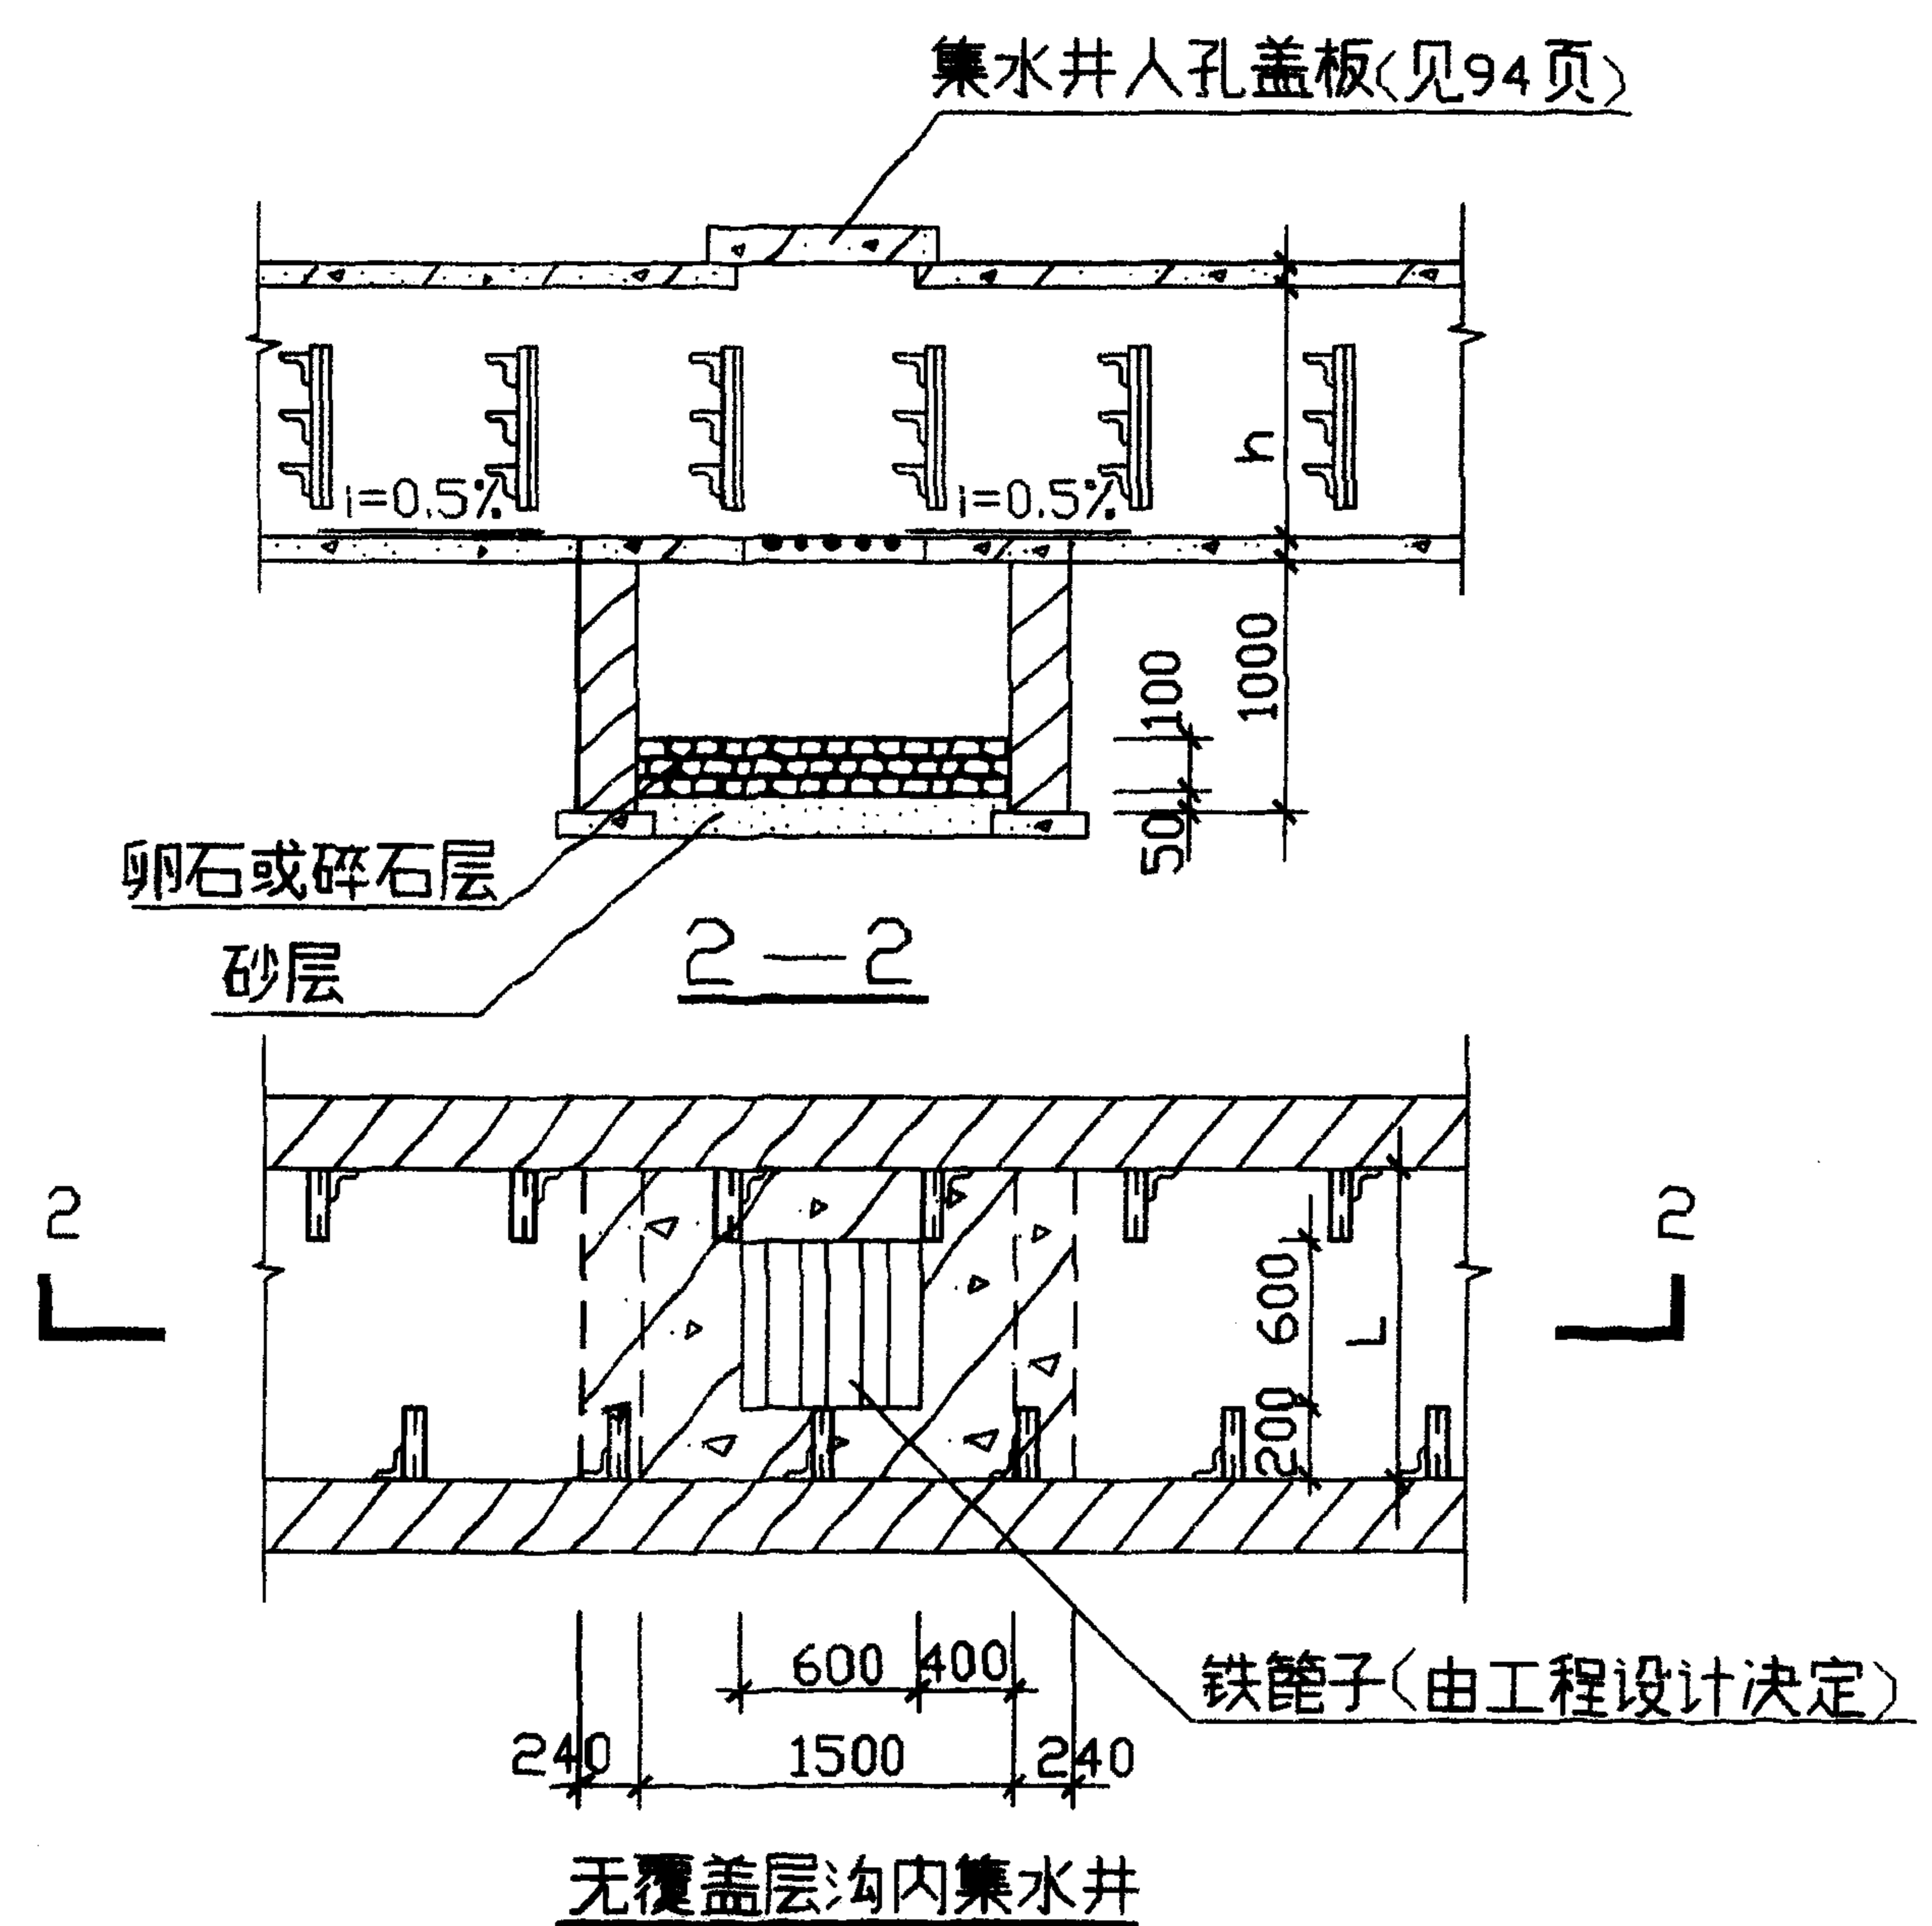 集水井人孔盖板(见94页)
i=0.5%
i=0.5%
h
1000
100
50
卵石或碎石层
砂层
2—2
2
2
600
200
L
600
400
铁篦子(由工程设计决定)
240
1500
240
无覆盖层沟内集水井